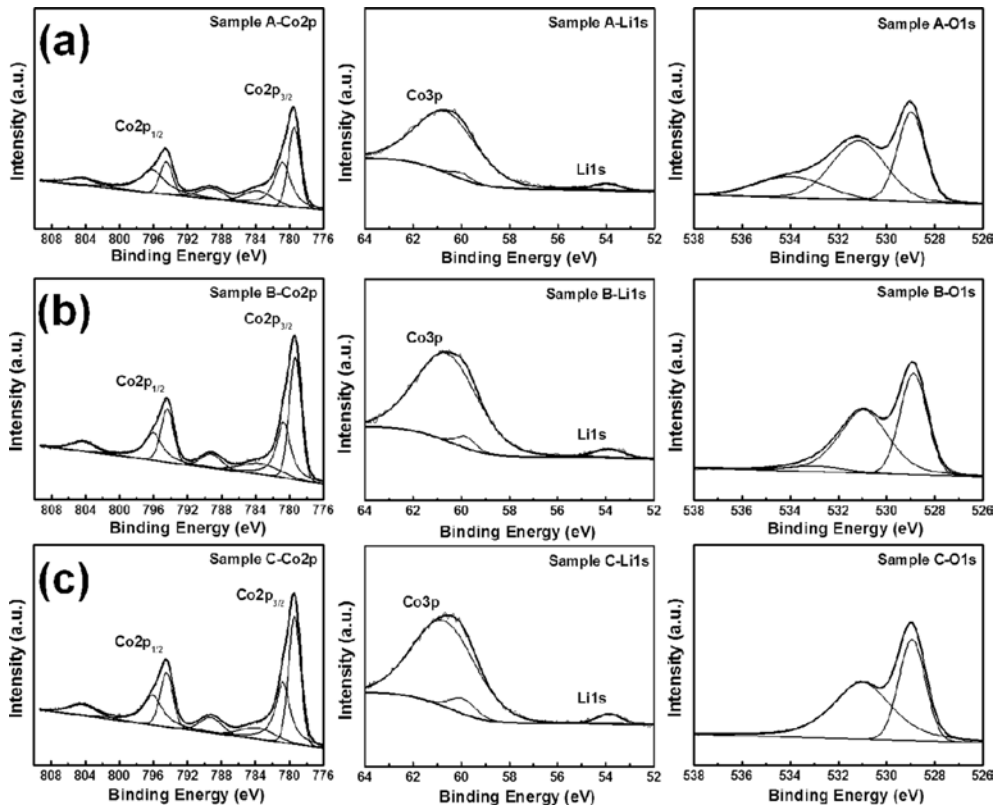 (a)
Sample A-Co2p
Co2p3/2
Co2p1/2
Intensity (a.u.)
808 804 800 796 792 788 784 780 776
Binding Energy (eV)
Sample A-Li1s
Co3p
Li1s
Intensity (a.u.)
64 62 60 58 56 54 52
Binding Energy (eV)
Sample A-O1s
Intensity (a.u.)
538 536 534 532 530 528 526
Binding Energy (eV)
(b)
Sample B-Co2p
Co2p3/2
Co2p1/2
Intensity (a.u.)
808 804 800 796 792 788 784 780 776
Binding Energy (eV)
Sample B-Li1s
Co3p
Li1s
Intensity (a.u.)
64 62 60 58 56 54 52
Binding Energy (eV)
Sample B-O1s
Intensity (a.u.)
538 536 534 532 530 528 526
Binding Energy (eV)
(c)
Sample C-Co2p
Co2p3/2
Co2p1/2
Intensity (a.u.)
808 804 800 796 792 788 784 780 776
Binding Energy (eV)
Sample C-Li1s
Co3p
Li1s
Intensity (a.u.)
64 62 60 58 56 54 52
Binding Energy (eV)
Sample C-O1s
Intensity (a.u.)
538 536 534 532 530 528 526
Binding Energy (eV)